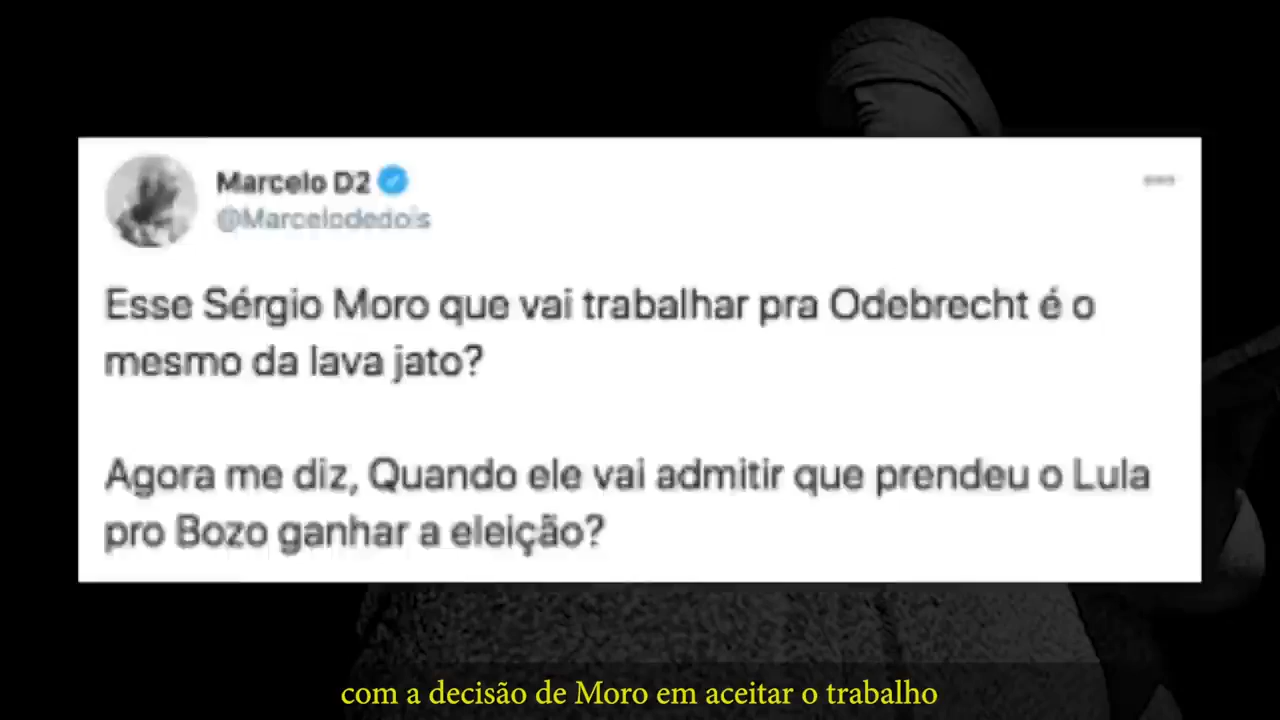 Marcelo D2
@Marcelodedois
Esse Sérgio Moro que vai trabalhar pra Odebrecht é o
mesmo da lava jato?
Agora me diz, Quando ele vai admitir que prendeu o Lula
pro Bozo ganhar a eleição?
com a decisão de Moro em aceitar o trabalho